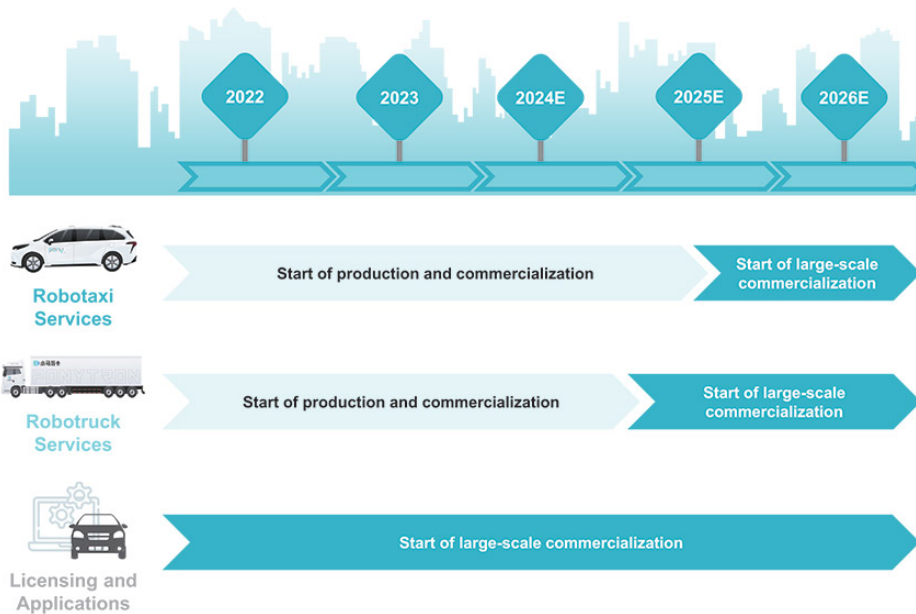 2022
2023
2024E
2025E
2026E
pony
Robotaxi
Services
Start of production and commercialization
Start of large-scale
commercialization
Robotruck
Services
Start of production and commercialization
Start of large-scale
commercialization
Licensing and
Applications
Start of large-scale commercialization